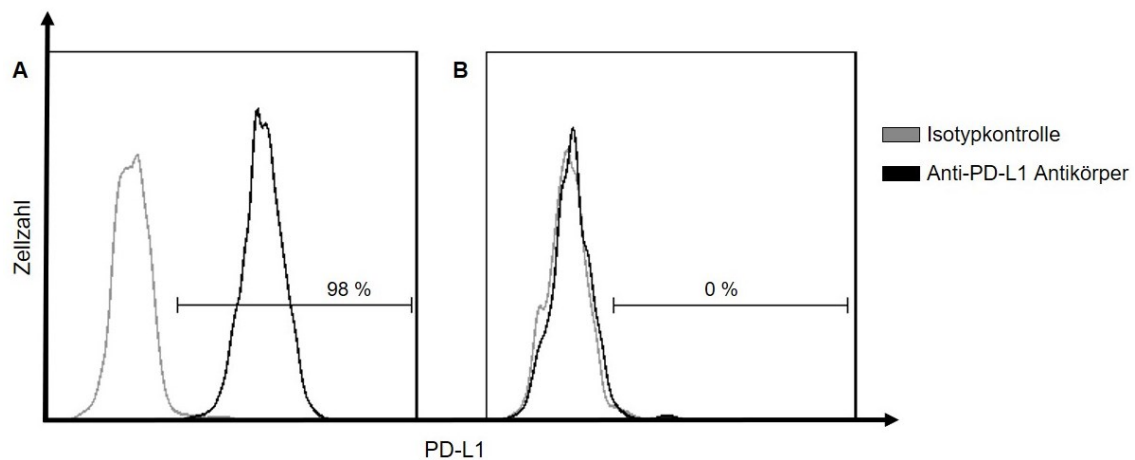 A
B
Isotypkontrolle
Anti-PD-L1 Antikörper
Zellzahl
98 %
0 %
PD-L1